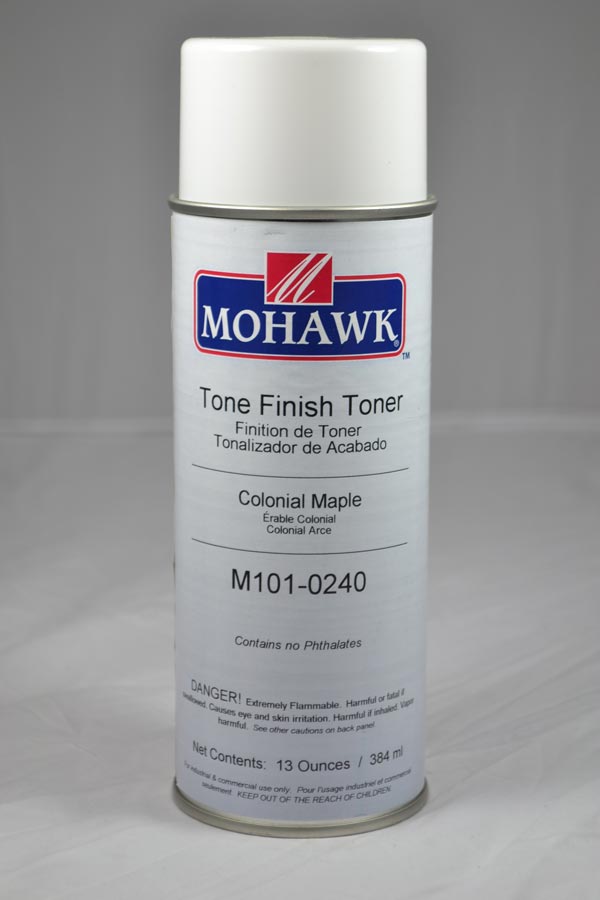 M
MOHAWK®
™
Tone Finish Toner
Finition de Toner
Tonalizador de Acabado
Colonial Maple
Érable Colonial
Colonial Arce
M101-0240
Contains no Phthalates
DANGER! Extremely Flammable. Harmful or fatal if
swallowed. Causes eye and skin irritation. Harmful if inhaled. Vapor
harmful. See other cautions on back panel.
Net Contents: 13 Ounces / 384 ml
For industrial & commercial use only. Pour l'usage industriel et commercial
seulement. KEEP OUT OF THE REACH OF CHILDREN.